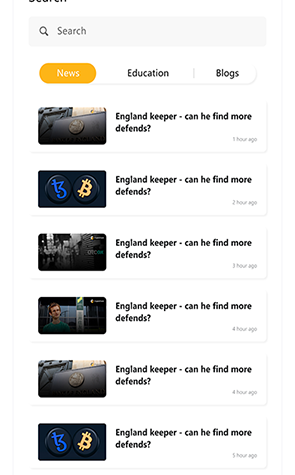 Search
Search
News
Education
Blogs
England keeper - can he find more
defends?
1 hour ago
England keeper - can he find more
defends?
2 hour ago
England keeper - can he find more
defends?
3 hour ago
England keeper - can he find more
defends?
4 hour ago
England keeper - can he find more
defends?
4 hour ago
England keeper - can he find more
defends?
5 hour ago